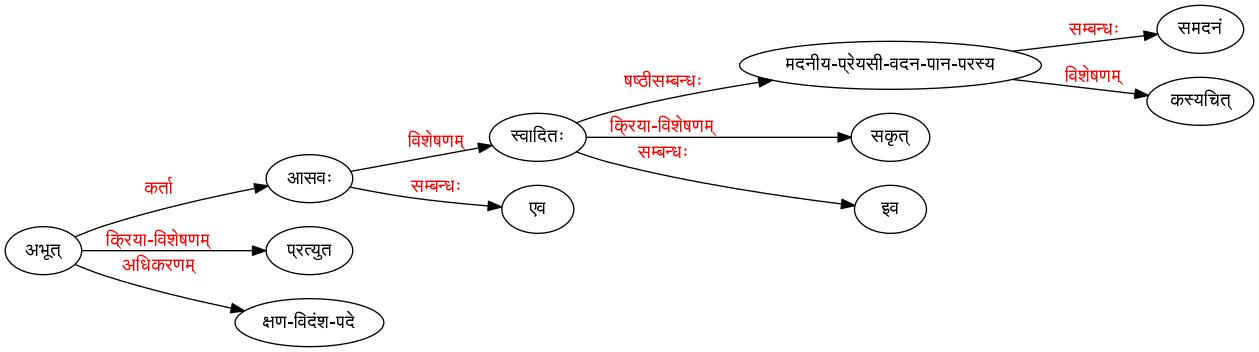 समदनं
सम्बन्धः
मदनीय-प्रेयसी-वदन-पान-परस्य
विशेषणम्
कस्यचित्
षष्ठीसम्बन्धः
क्रिया-विशेषणम्
सकृत्
विशेषणम्
स्वादितः
सम्बन्धः
आसवः
सम्बन्धः
एव
इव
कर्ता
क्रिया-विशेषणम्
अभूत्
प्रत्युत
अधिकरणम्
क्षण-विदंश-पदे